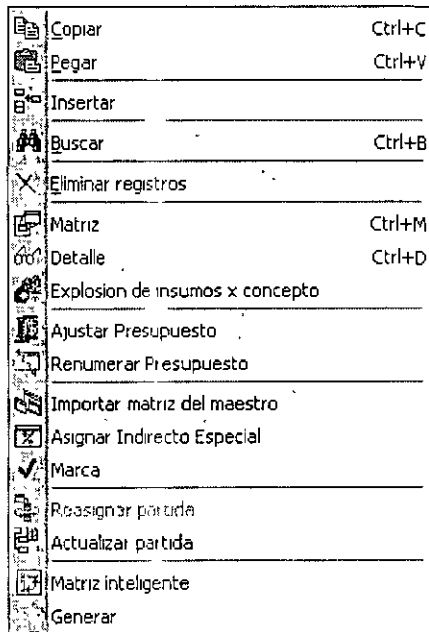 Copiar Ctrl+C
Pegar Ctrl+V
Insertar
Buscar Ctrl+B
Eliminar registros
Matriz Ctrl+M
Detalle Ctrl+D
Explosion de insumos x concepto
Ajustar Presupuesto
Renumerar Presupuesto
Importar matriz del maestro
Asignar Indirecto Especial
Marca
Reasignar partida
Actualizar partida
Matriz inteligente
Generar